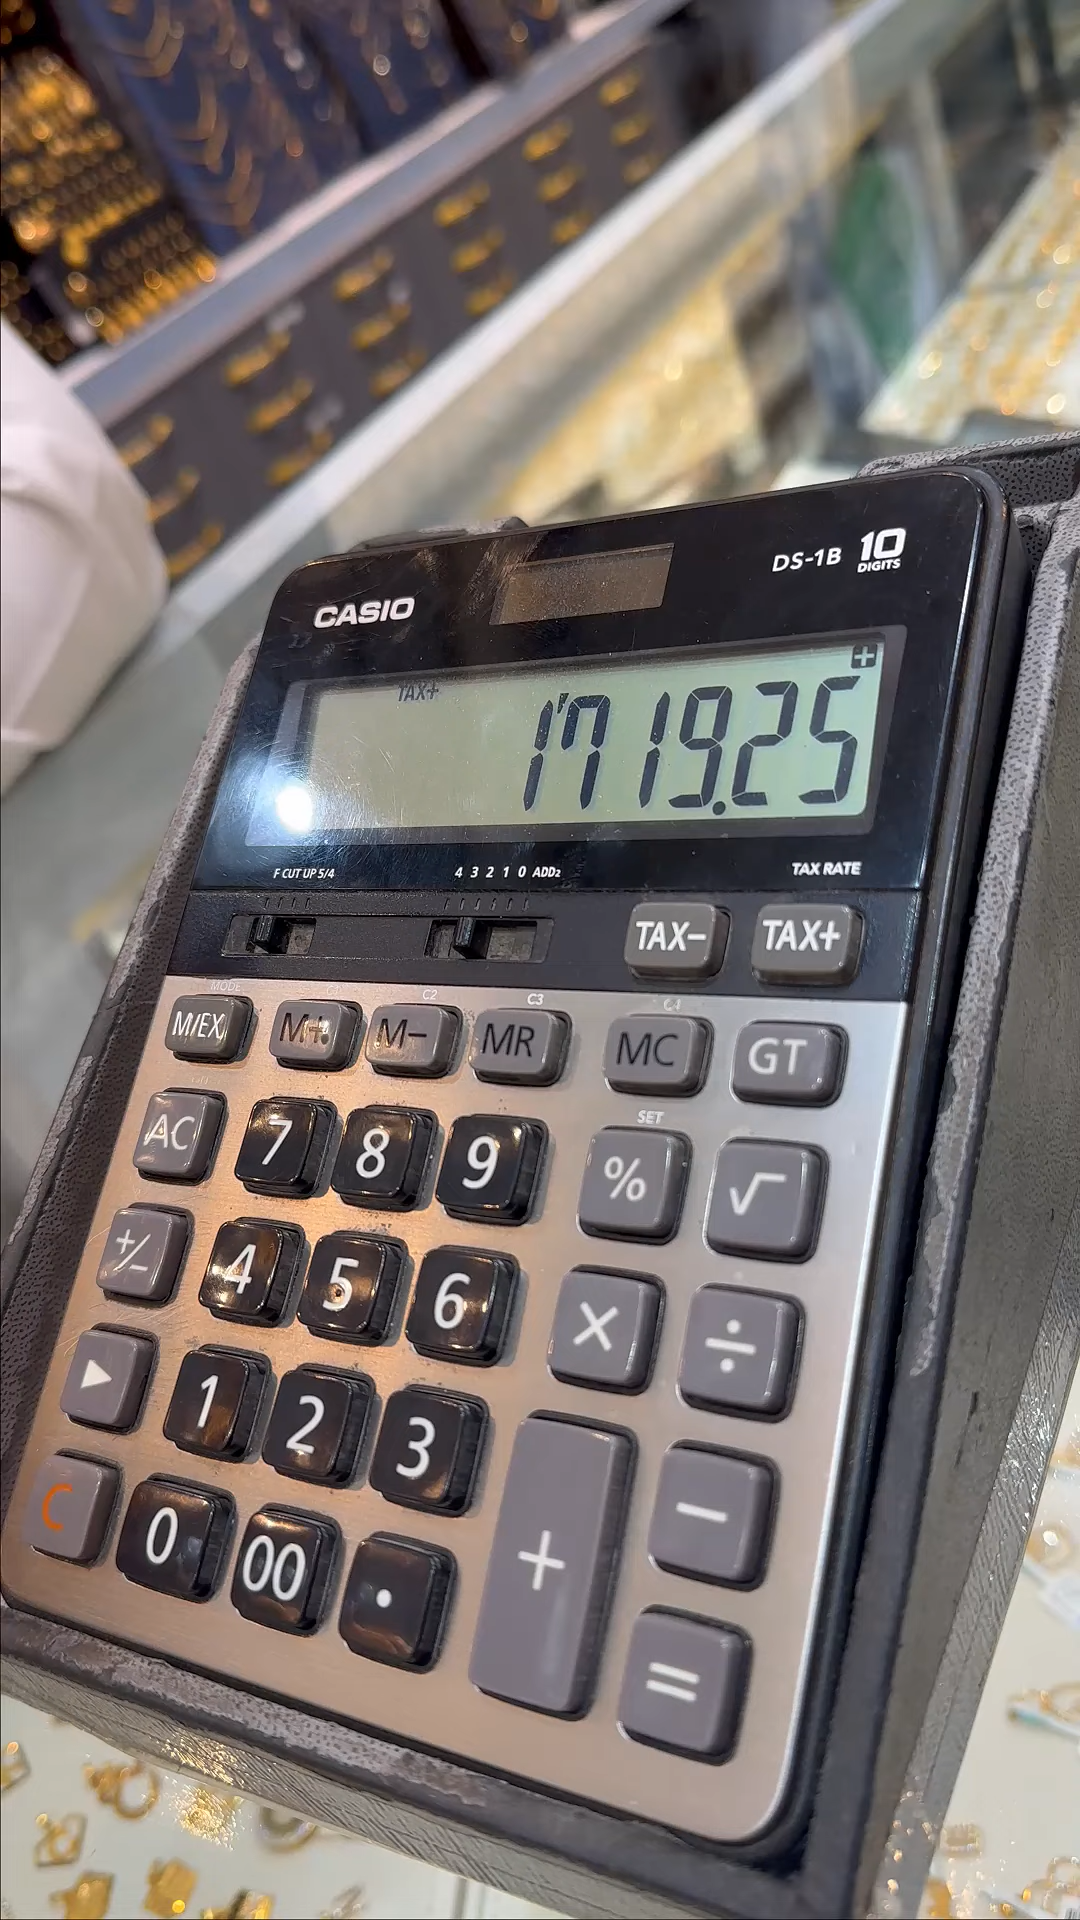 CASIO
DS-1B 10
DIGITS
TAX+
1'719.25
F CUT UP 5/4
4 3 2 1 0 ADD2
TAX RATE
TAX− TAX+
MODE C1 C2 C3 C4
M/EX M+ M− MR MC GT
SET
AC 7 8 9 % √
+/− 4 5 6 × ÷
▶ 1 2 3 + −
C 0 00 . =